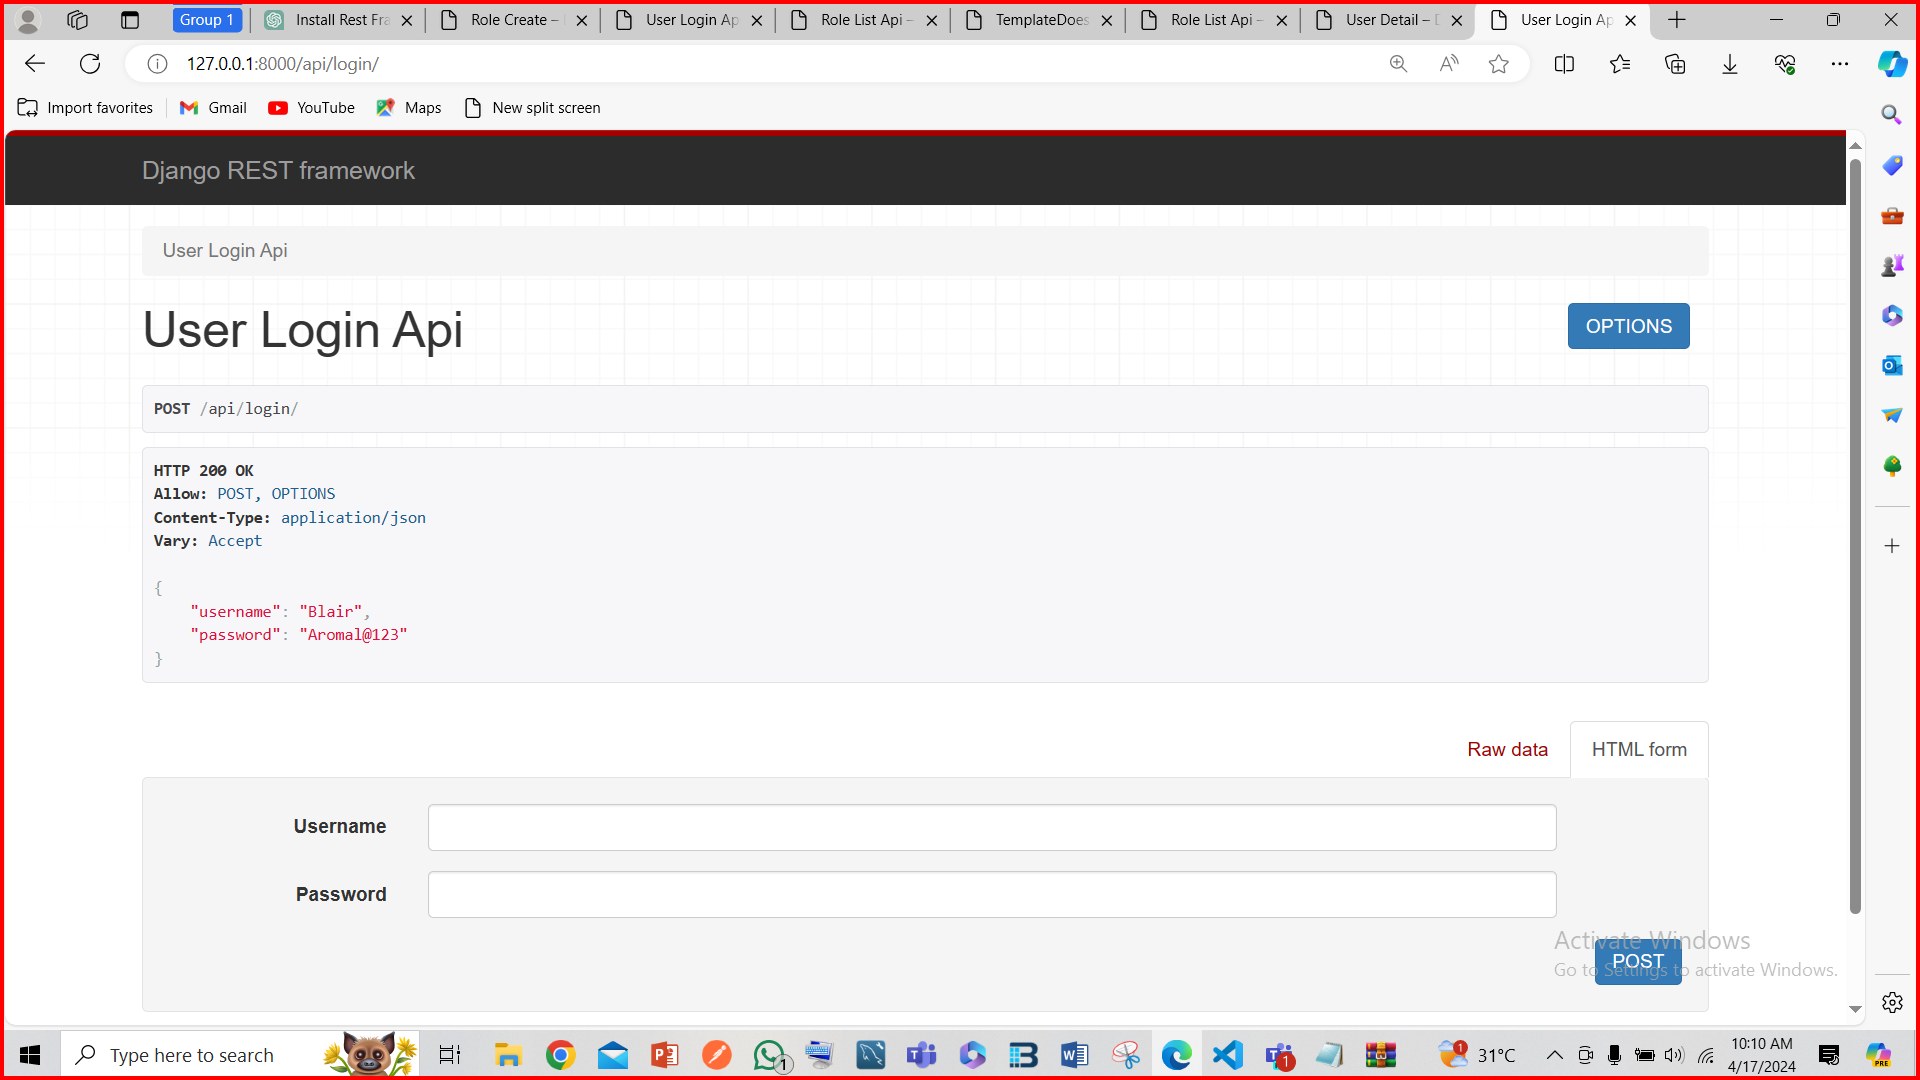 Group 1
Install Rest Fra
Role Create –
User Login Ap
Role List Api –
TemplateDoes
Role List Api –
User Detail –
User Login Ap
127.0.0.1:8000/api/login/
Import favorites
Gmail
YouTube
Maps
New split screen
Django REST framework
User Login Api
User Login Api
OPTIONS
POST /api/login/
HTTP 200 OK
Allow: POST, OPTIONS
Content-Type: application/json
Vary: Accept
{
"username": "Blair",
"password": "Aromal@123"
}
Raw data
HTML form
Username
Password
POST
Activate Windows
Go to Settings to activate Windows.
Type here to search
1
1
1
31°C
10:10 AM
4/17/2024
PRE